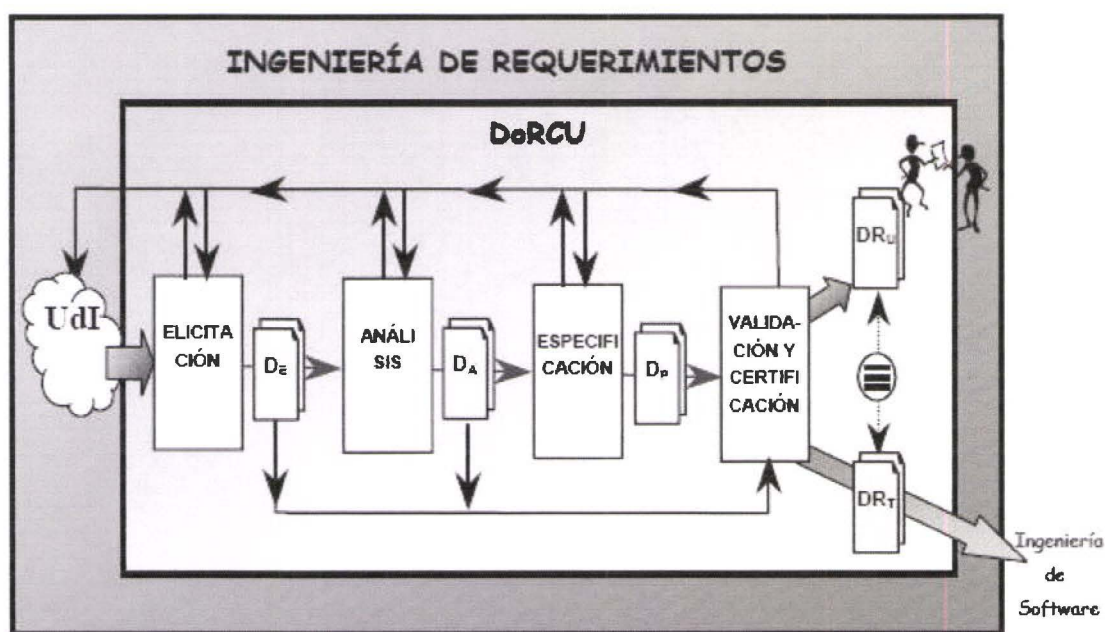 INGENIERÍA DE REQUERIMIENTOS
DoRCU
UdI
ELICITA
CIÓN
DE
ANÁLI
SIS
DA
ESPECIFI
CACIÓN
DP
VALIDA-
CIÓN Y
CERTIFI
CACIÓN
DRU
DRT
Ingeniería
de
Software